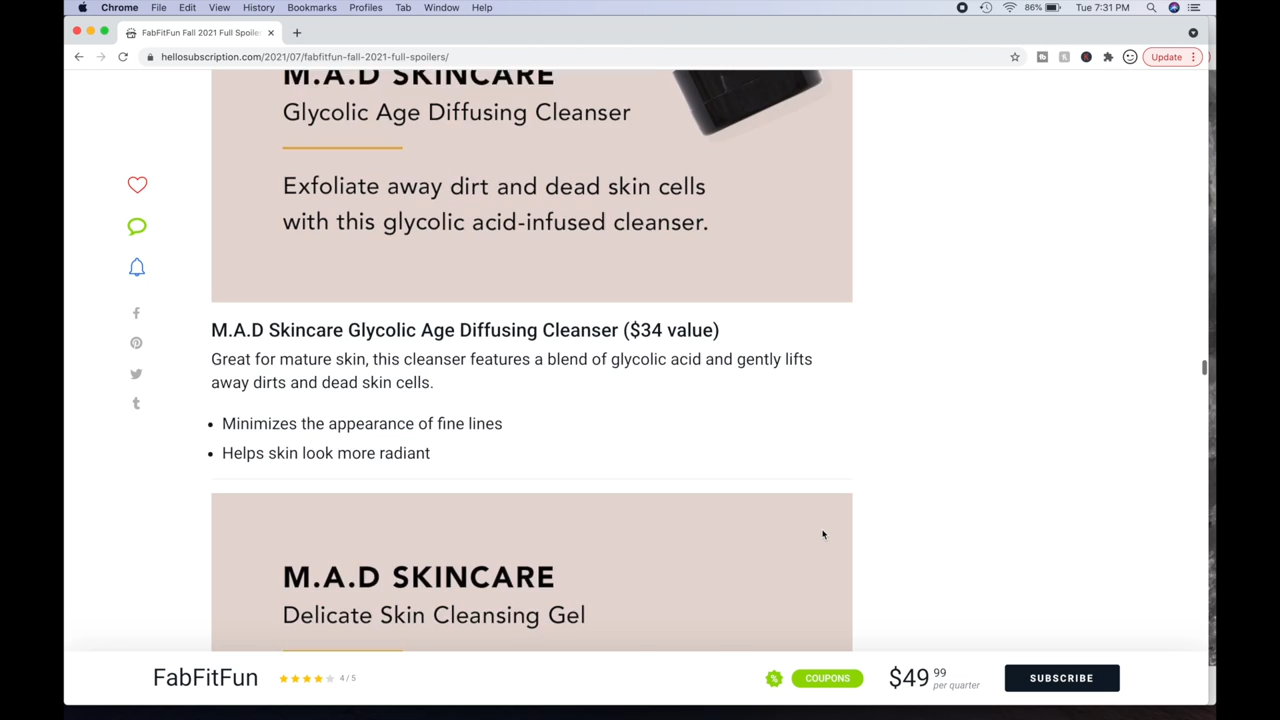 Chrome File Edit View History Bookmarks Profiles Tab Window Help 86% Tue 7:31 PM
FabFitFun Fall 2021 Full Spoile
hellosubscription.com/2021/07/fabfitfun-fall-2021-full-spoilers/ Update
M.A.D SKINCARE
Glycolic Age Diffusing Cleanser
Exfoliate away dirt and dead skin cells
with this glycolic acid-infused cleanser.
M.A.D Skincare Glycolic Age Diffusing Cleanser ($34 value)
Great for mature skin, this cleanser features a blend of glycolic acid and gently lifts
away dirts and dead skin cells.
• Minimizes the appearance of fine lines
• Helps skin look more radiant
M.A.D SKINCARE
Delicate Skin Cleansing Gel
FabFitFun 4 / 5 % COUPONS $49 99 per quarter SUBSCRIBE